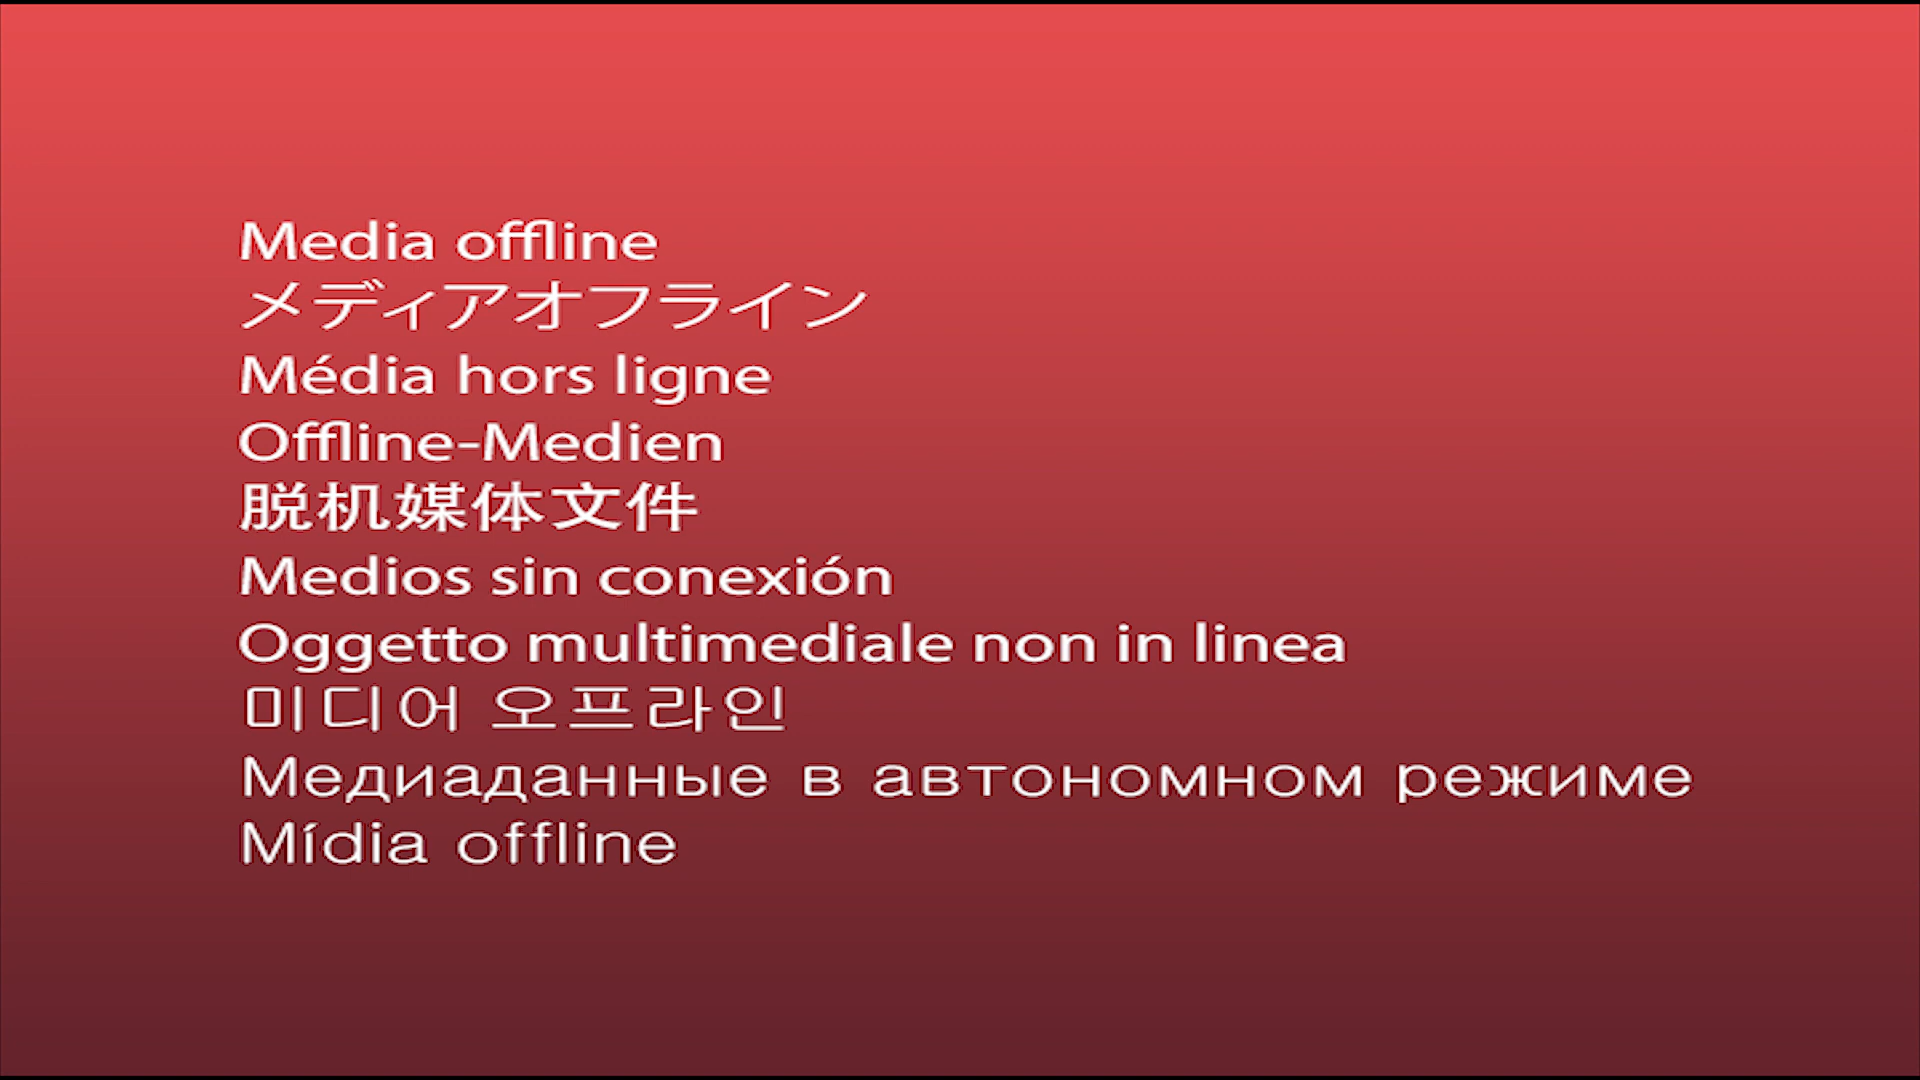 Media offline
メディアオフライン
Média hors ligne
Offline-Medien
脱机媒体文件
Medios sin conexión
Oggetto multimediale non in linea
미디어 오프라인
Медиаданные в автономном режиме
Mídia offline